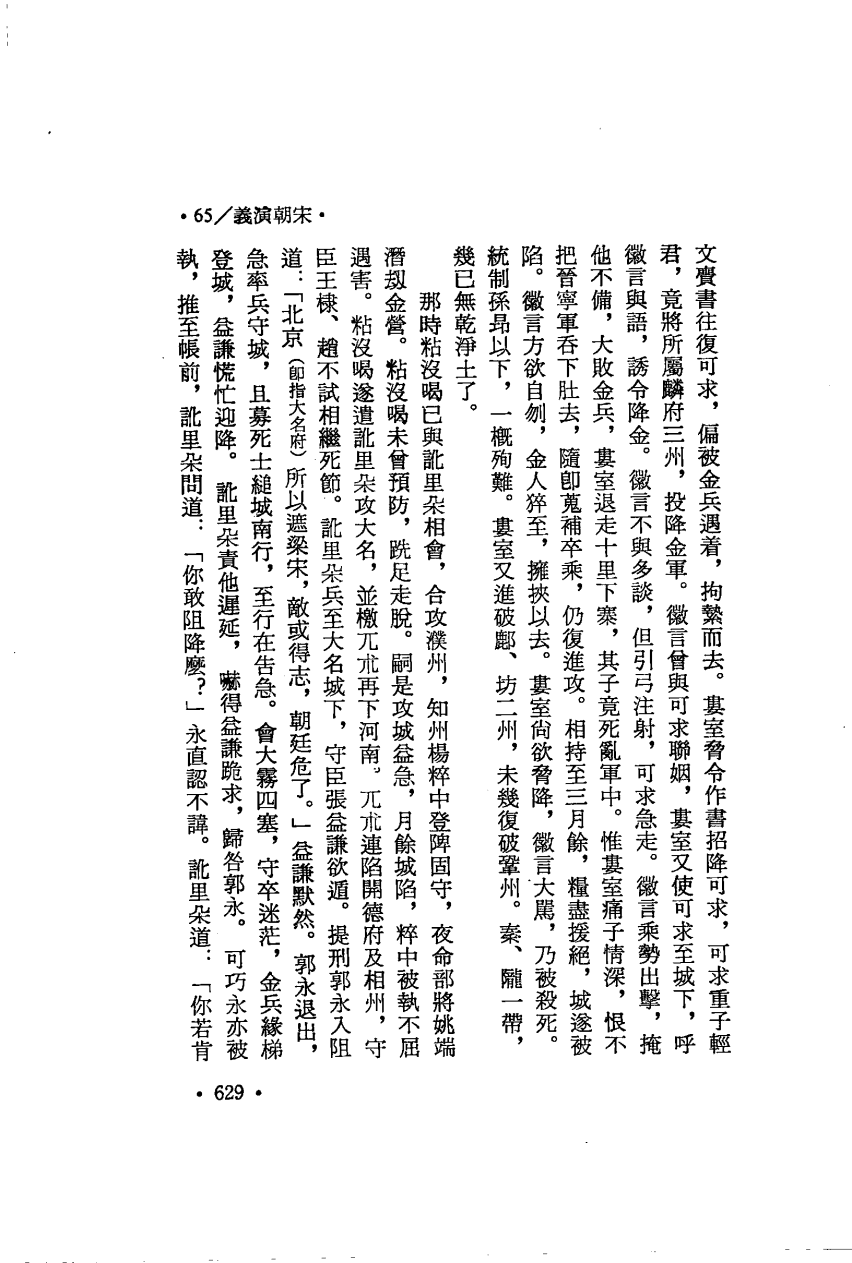 •65/義演朝宋•
文賷書往復可求，偏被金兵遇着，拘縶而去。婁室脅令作書招降可求，可求重子輕
君，竟將所屬麟府三州，投降金軍。徽言曾與可求聯姻，婁室又使可求至城下，呼
徽言與語，誘令降金。徽言不與多談，但引弓注射，可求急走。徽言乘勢出擊，掩
他不備，大敗金兵，婁室退走十里下寨，其子竟死亂軍中。惟婁室痛子情深，恨不
把晉寧軍吞下肚去，隨卽蒐補卒乘，仍復進攻。相持至三月餘，糧盡援絕，城遂被
陷。徽言方欲自刎，金人猝至，擁挾以去。婁室尙欲脅降，徽言大罵，乃被殺死。
統制孫昂以下，一概殉難。婁室又進破鄜、坊二州，未幾復破鞏州。秦、隴一帶，
幾已無乾淨土了。
那時粘沒喝已與訛里朶相會，合攻濮州，知州楊粹中登陴固守，夜命部將姚端
潛刼金營。粘沒喝未曾預防，跣足走脫。嗣是攻城益急，月餘城陷，粹中被執不屈
遇害。粘沒喝遂遣訛里朶攻大名，並檄兀朮再下河南。兀朮連陷開德府及相州，守
臣王棣、趙不試相繼死節。訛里朶兵至大名城下，守臣張益謙欲遁。提刑郭永入阻
道：「北京（卽指大名府）所以遮梁宋，敵或得志，朝廷危了。」益謙默然。郭永退出，
急率兵守城，且募死士縋城南行，至行在告急。會大霧四塞，守卒迷茫，金兵緣梯
登城，益謙慌忙迎降。訛里朶責他遲延，嚇得益謙跪求，歸咎郭永。可巧永亦被
執，推至帳前，訛里朶問道：「你敢阻降麼？」永直認不諱。訛里朶道：「你若肯
•629•